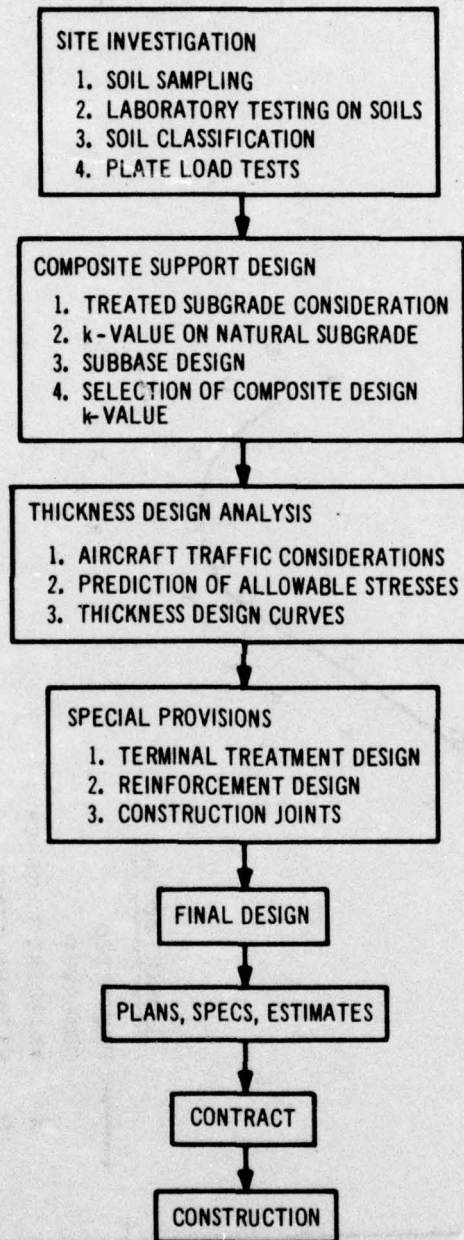 SITE INVESTIGATION
1. SOIL SAMPLING
2. LABORATORY TESTING ON SOILS
3. SOIL CLASSIFICATION
4. PLATE LOAD TESTS
COMPOSITE SUPPORT DESIGN
1. TREATED SUBGRADE CONSIDERATION
2. k-VALUE ON NATURAL SUBGRADE
3. SUBBASE DESIGN
4. SELECTION OF COMPOSITE DESIGN
k-VALUE
THICKNESS DESIGN ANALYSIS
1. AIRCRAFT TRAFFIC CONSIDERATIONS
2. PREDICTION OF ALLOWABLE STRESSES
3. THICKNESS DESIGN CURVES
SPECIAL PROVISIONS
1. TERMINAL TREATMENT DESIGN
2. REINFORCEMENT DESIGN
3. CONSTRUCTION JOINTS
FINAL DESIGN
PLANS, SPECS, ESTIMATES
CONTRACT
CONSTRUCTION